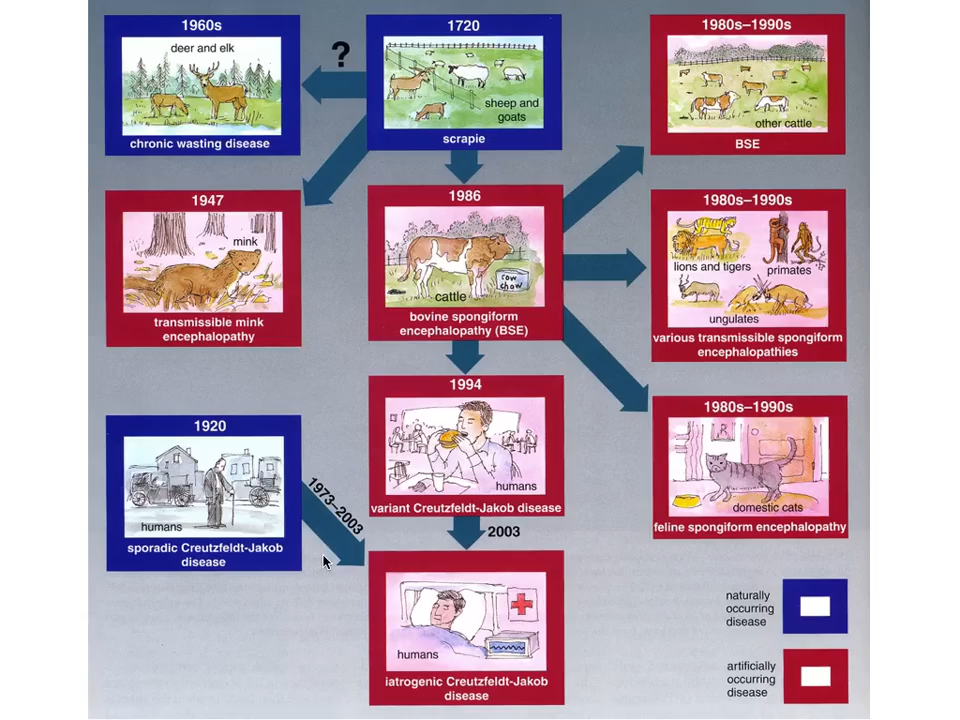 1960s
deer and elk
chronic wasting disease
?
1720
sheep and
goats
scrapie
1980s–1990s
other cattle
BSE
1947
mink
transmissible mink
encephalopathy
1986
cow
chow
cattle
bovine spongiform
encephalopathy (BSE)
1980s–1990s
lions and tigers
primates
ungulates
various transmissible spongiform
encephalopathies
1994
humans
variant Creutzfeldt-Jakob disease
1980s–1990s
domestic cats
feline spongiform encephalopathy
1920
humans
sporadic Creutzfeldt-Jakob
disease
1973–2003
2003
humans
iatrogenic Creutzfeldt-Jakob
disease
naturally
occurring
disease
artificially
occurring
disease